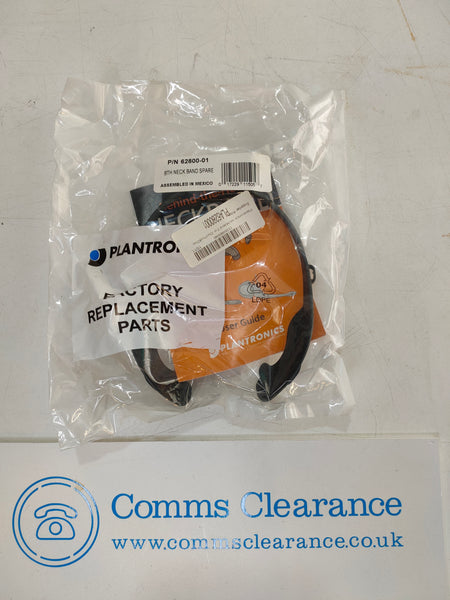 P/N 62800-01
BTH NECK BAND SPARE
ASSEMBLED IN MEXICO
PLANTRONICS
FACTORY
REPLACEMENT
PARTS
04
LDPE
User Guide
PLANTRONICS
Comms Clearance
www.commsclearance.co.uk